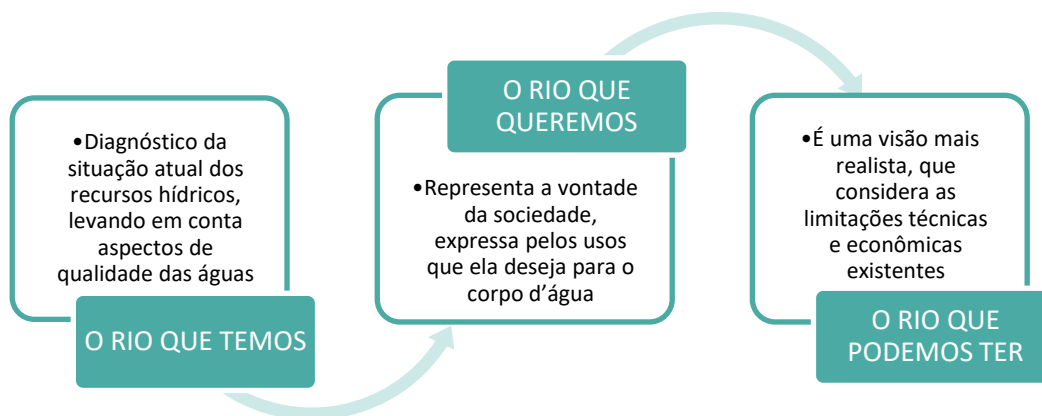 •Diagnóstico da
situação atual dos
recursos hídricos,
levando em conta
aspectos de
qualidade das águas
O RIO QUE TEMOS
O RIO QUE
QUEREMOS
•Representa a vontade
da sociedade,
expressa pelos usos
que ela deseja para o
corpo d’água
•É uma visão mais
realista, que
considera as
limitações técnicas
e econômicas
existentes
O RIO QUE
PODEMOS TER